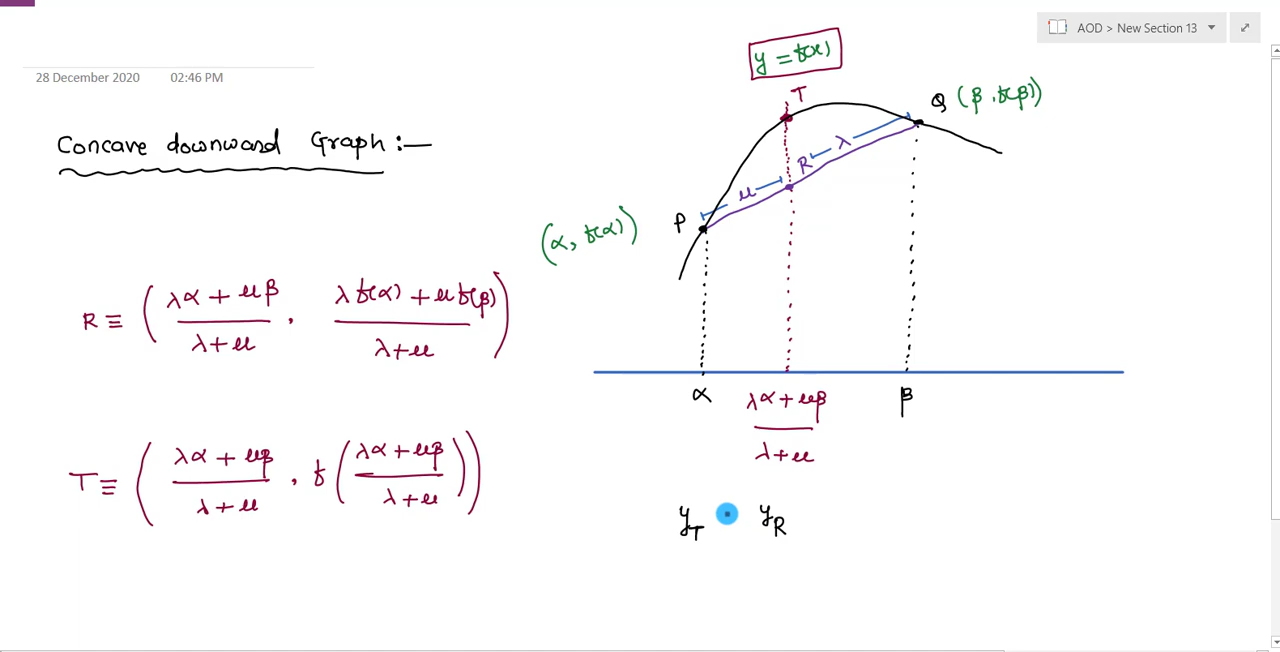 AOD > New Section 13
28 December 2020 02:46 PM
y = f(x)
T
Q (β, f(β))
Concave downward Graph :-
R
λ
μ
P
(α, f(α))
R ≡ ( (λα + μβ)/(λ+μ) , (λf(α) + μf(β))/(λ+μ) )
α
(λα + μβ)/(λ+μ)
β
T ≡ ( (λα + μβ)/(λ+μ) , f( (λα + μβ)/(λ+μ) ) )
y_T y_R